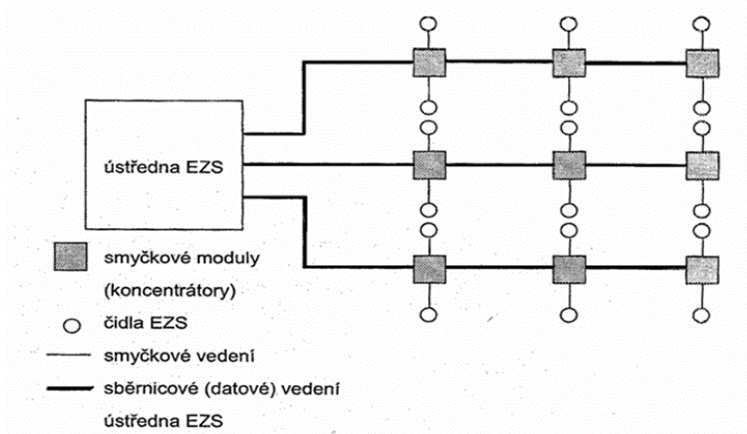 ústředna EZS
smyčkové moduly
(koncentrátory)
čidla EZS
smyčkové vedení
sběrnicové (datové) vedení
ústředna EZS